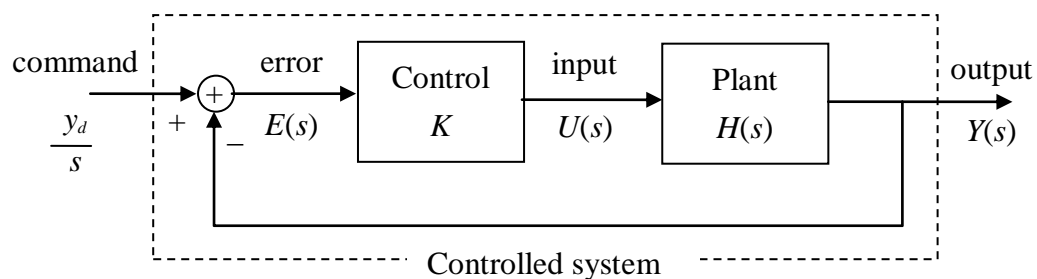 command
y_d
s
+
+
−
error
E(s)
Control
K
input
U(s)
Plant
H(s)
output
Y(s)
Controlled system